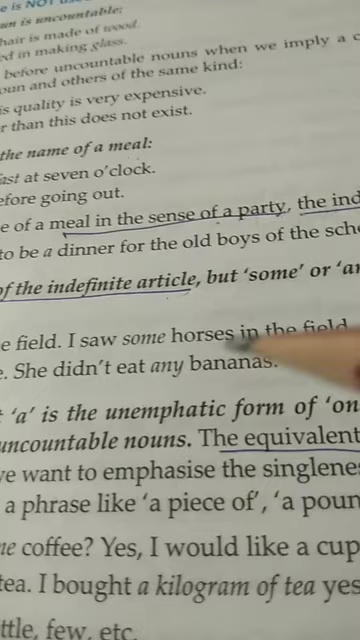 e is NOT
un is uncountable:
hair is made of wood.
ed in making glass.
before uncountable nouns when we imply a c
oun and others of the same kind:
is quality is very expensive.
r than this does not exist.
the name of a meal:
ast at seven o'clock.
efore going out.
e of a meal in the sense of a party, the ind
to be a dinner for the old boys of the sch
of the indefinite article, but 'some' or 'a
e field. I saw some horses in the field
e. She didn't eat any bananas.
'a' is the unemphatic form of 'on
uncountable nouns. The equivalent
we want to emphasise the singlene
a phrase like 'a piece of', 'a poun
me coffee? Yes, I would like a cup
tea. I bought a kilogram of tea yes
ttle, few, etc.